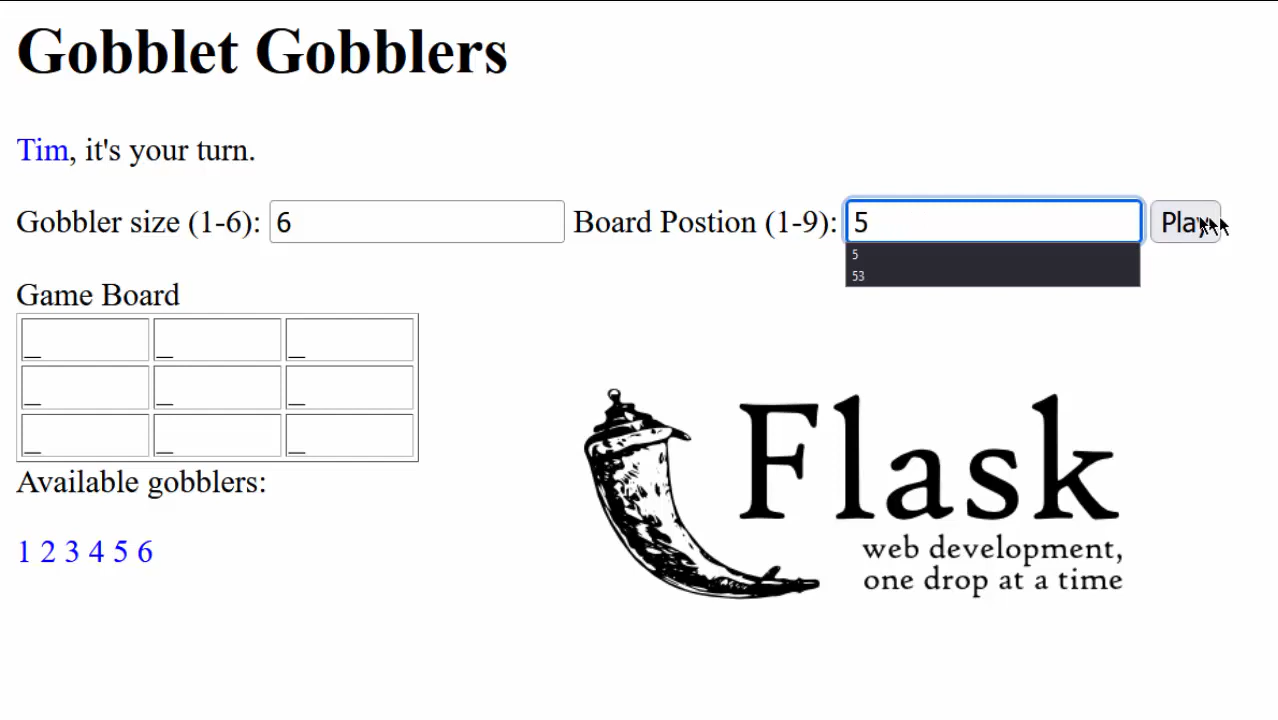 Gobblet Gobblers
Tim, it's your turn.
Gobbler size (1-6): 6 Board Postion (1-9): 5 Play
5
53
Game Board
_ _ _
_ _ _
_ _ _
Available gobblers:
1 2 3 4 5 6
Flask
web development,
one drop at a time